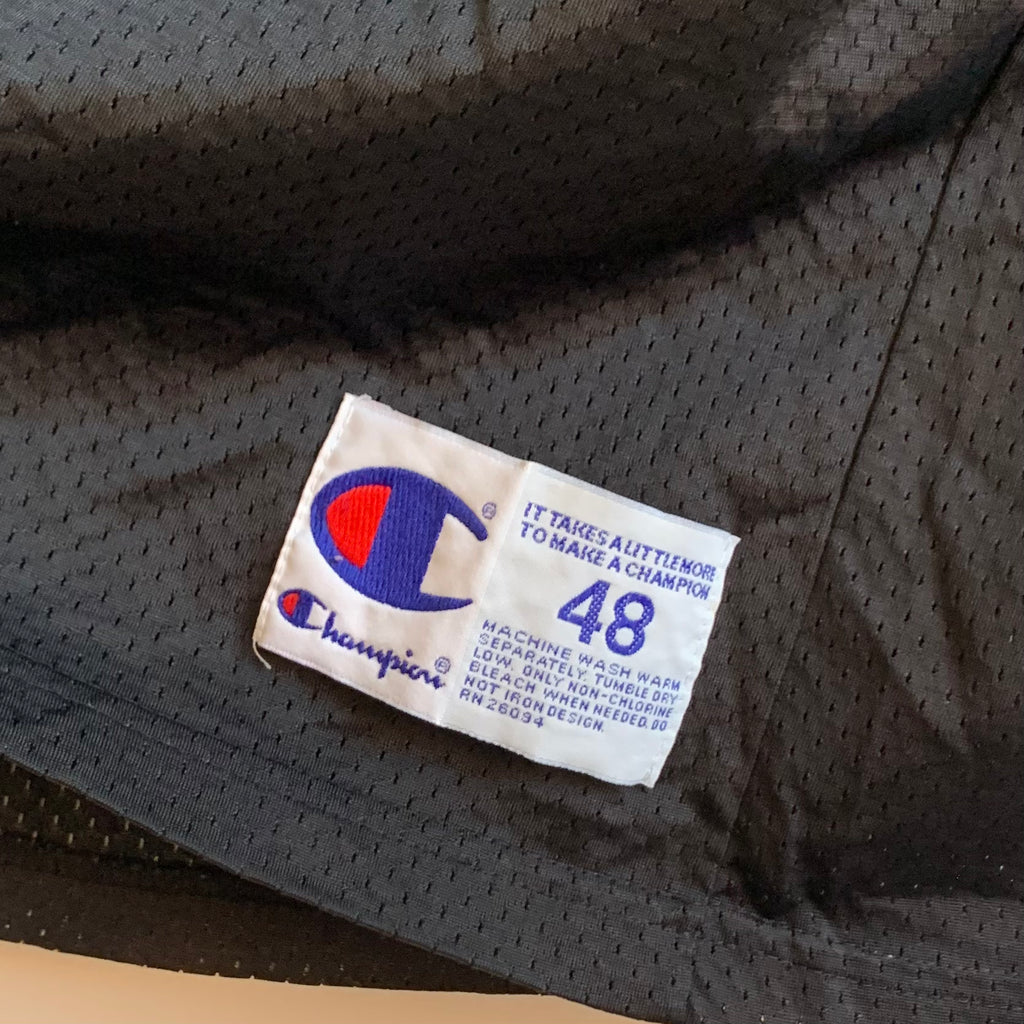 ®
Champion®
IT TAKES A LITTLE MORE
TO MAKE A CHAMPION
48
MACHINE WASH WARM
SEPARATELY. TUMBLE DRY
LOW. ONLY NON-CHLORINE
BLEACH WHEN NEEDED. DO
NOT IRON DESIGN.
RN 26094